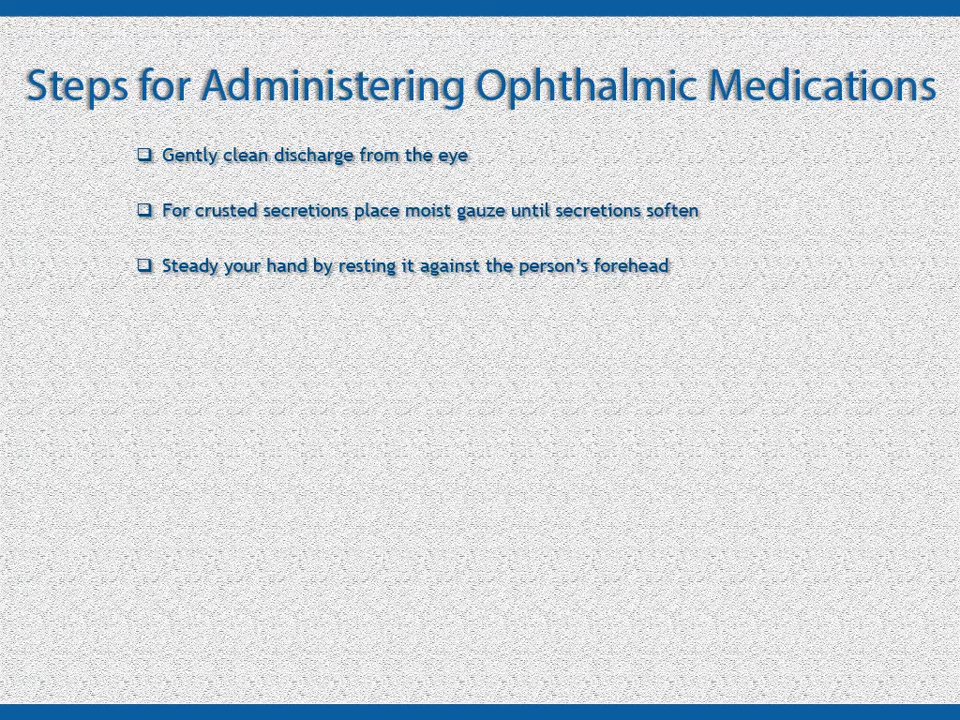 Steps for Administering Ophthalmic Medications
❑ Gently clean discharge from the eye
❑ For crusted secretions place moist gauze until secretions soften
❑ Steady your hand by resting it against the person’s forehead